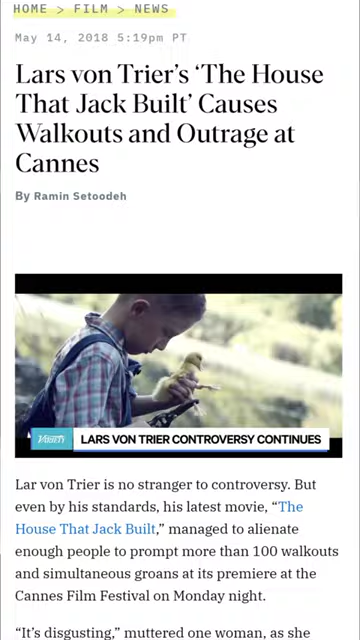 HOME > FILM > NEWS
May 14, 2018 5:19pm PT
Lars von Trier’s ‘The House
That Jack Built’ Causes
Walkouts and Outrage at
Cannes
By Ramin Setoodeh
VARIETY LARS VON TRIER CONTROVERSY CONTINUES
Lar von Trier is no stranger to controversy. But
even by his standards, his latest movie, “The
House That Jack Built,” managed to alienate
enough people to prompt more than 100 walkouts
and simultaneous groans at its premiere at the
Cannes Film Festival on Monday night.
“It’s disgusting,” muttered one woman, as she